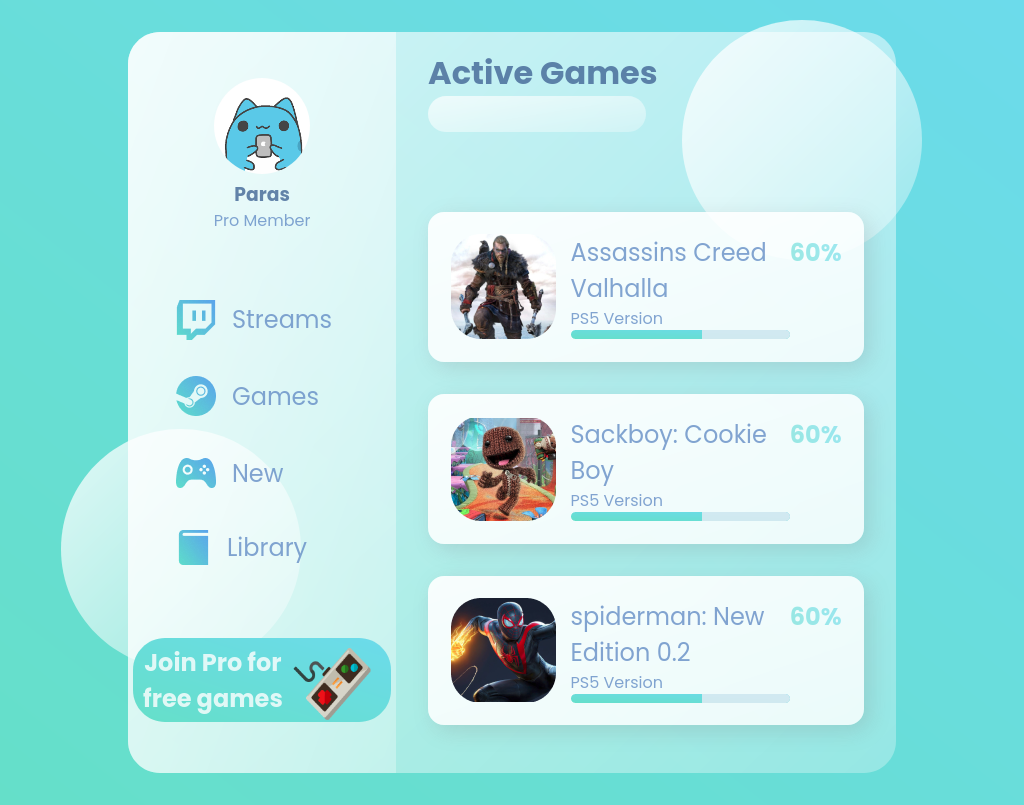 Paras
Pro Member
Streams
Games
New
Library
Join Pro for
free games
Active Games
Assassins Creed
Valhalla
60%
PS5 Version
Sackboy: Cookie
Boy
60%
PS5 Version
spiderman: New
Edition 0.2
60%
PS5 Version